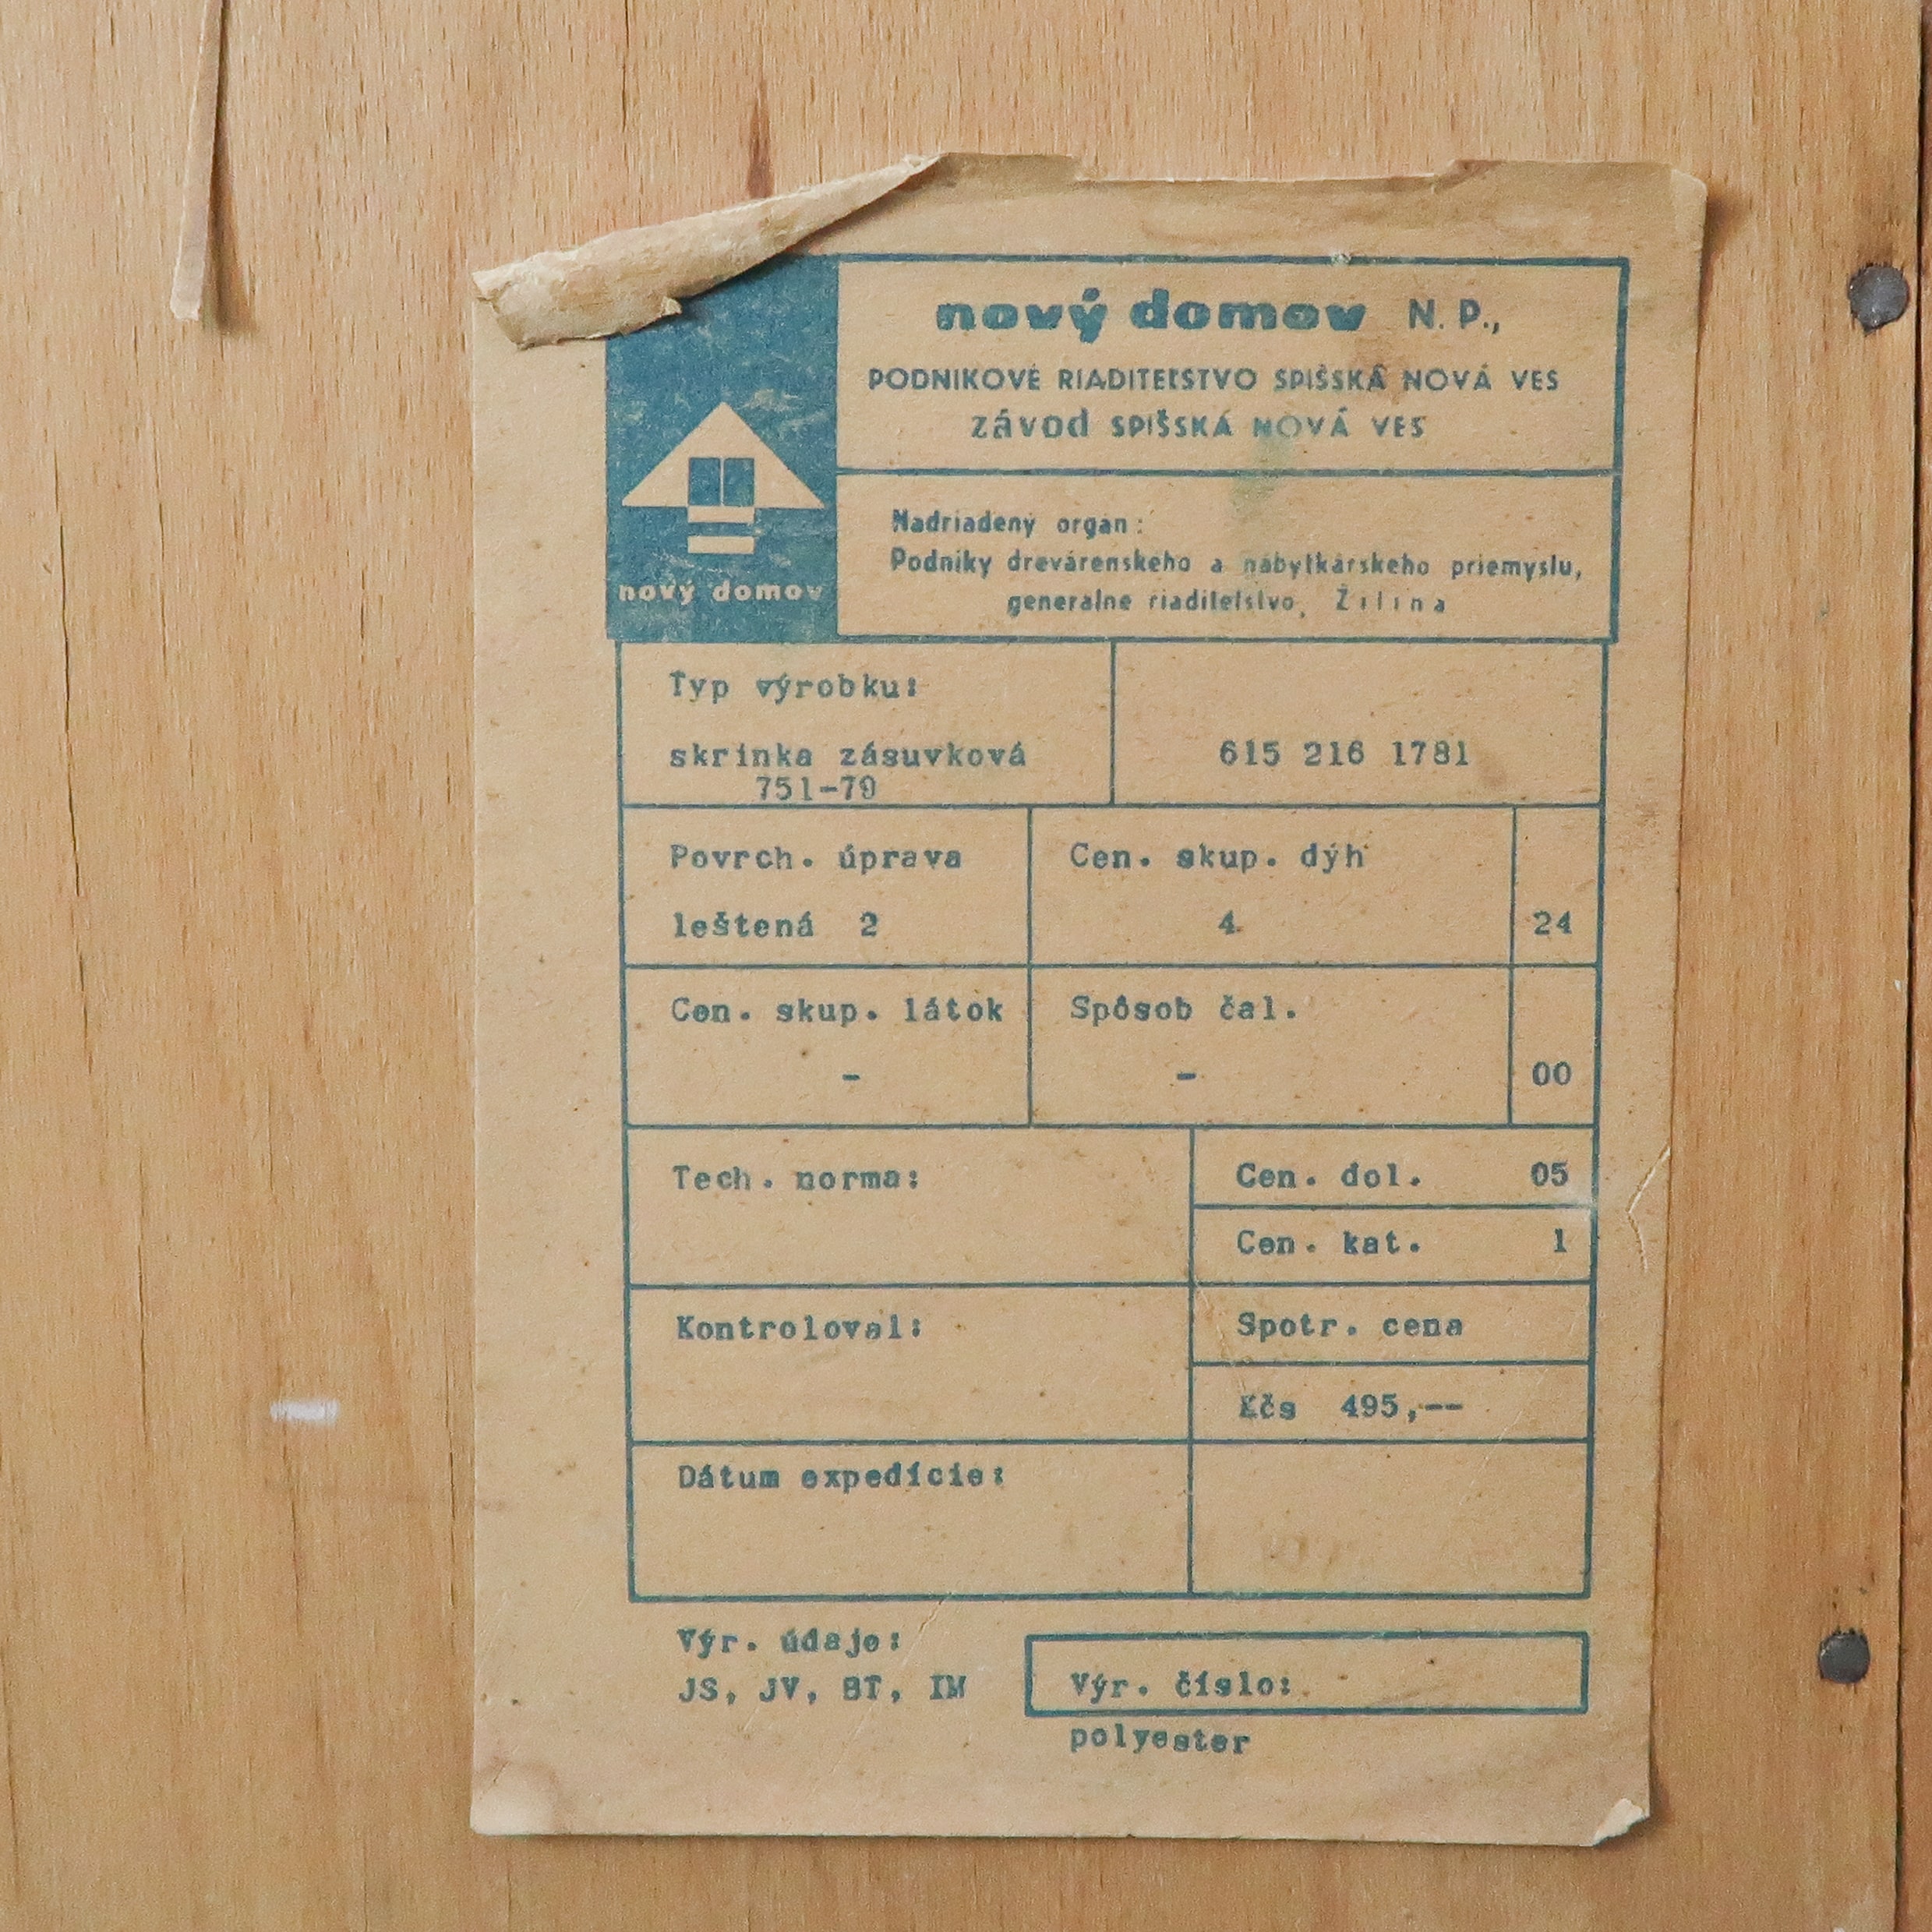 nový domov N. P.,
PODNIKOVÉ RIADITEĽSTVO SPIŠSKÁ NOVÁ VES
závod SPIŠSKÁ NOVÁ VES
nový domov
Nadriadený orgán:
Podniky drevárenskeho a nábytkárskeho priemyslu,
generálne riaditeľstvo, Žilina
Typ výrobku:
skrinka zásuvková 615 216 1781
751-79
Povrch. úprava Cen. skup. dýh
leštená 2 4 24
Cen. skup. látok Spôsob čal.
- - 00
Tech. norma: Cen. dol. 05
Cen. kat. 1
Kontroloval: Spotr. cena
Kčs 495,--
Dátum expedície:
Výr. údaje:
JS, JV, BT, IM Výr. číslo:
polyester